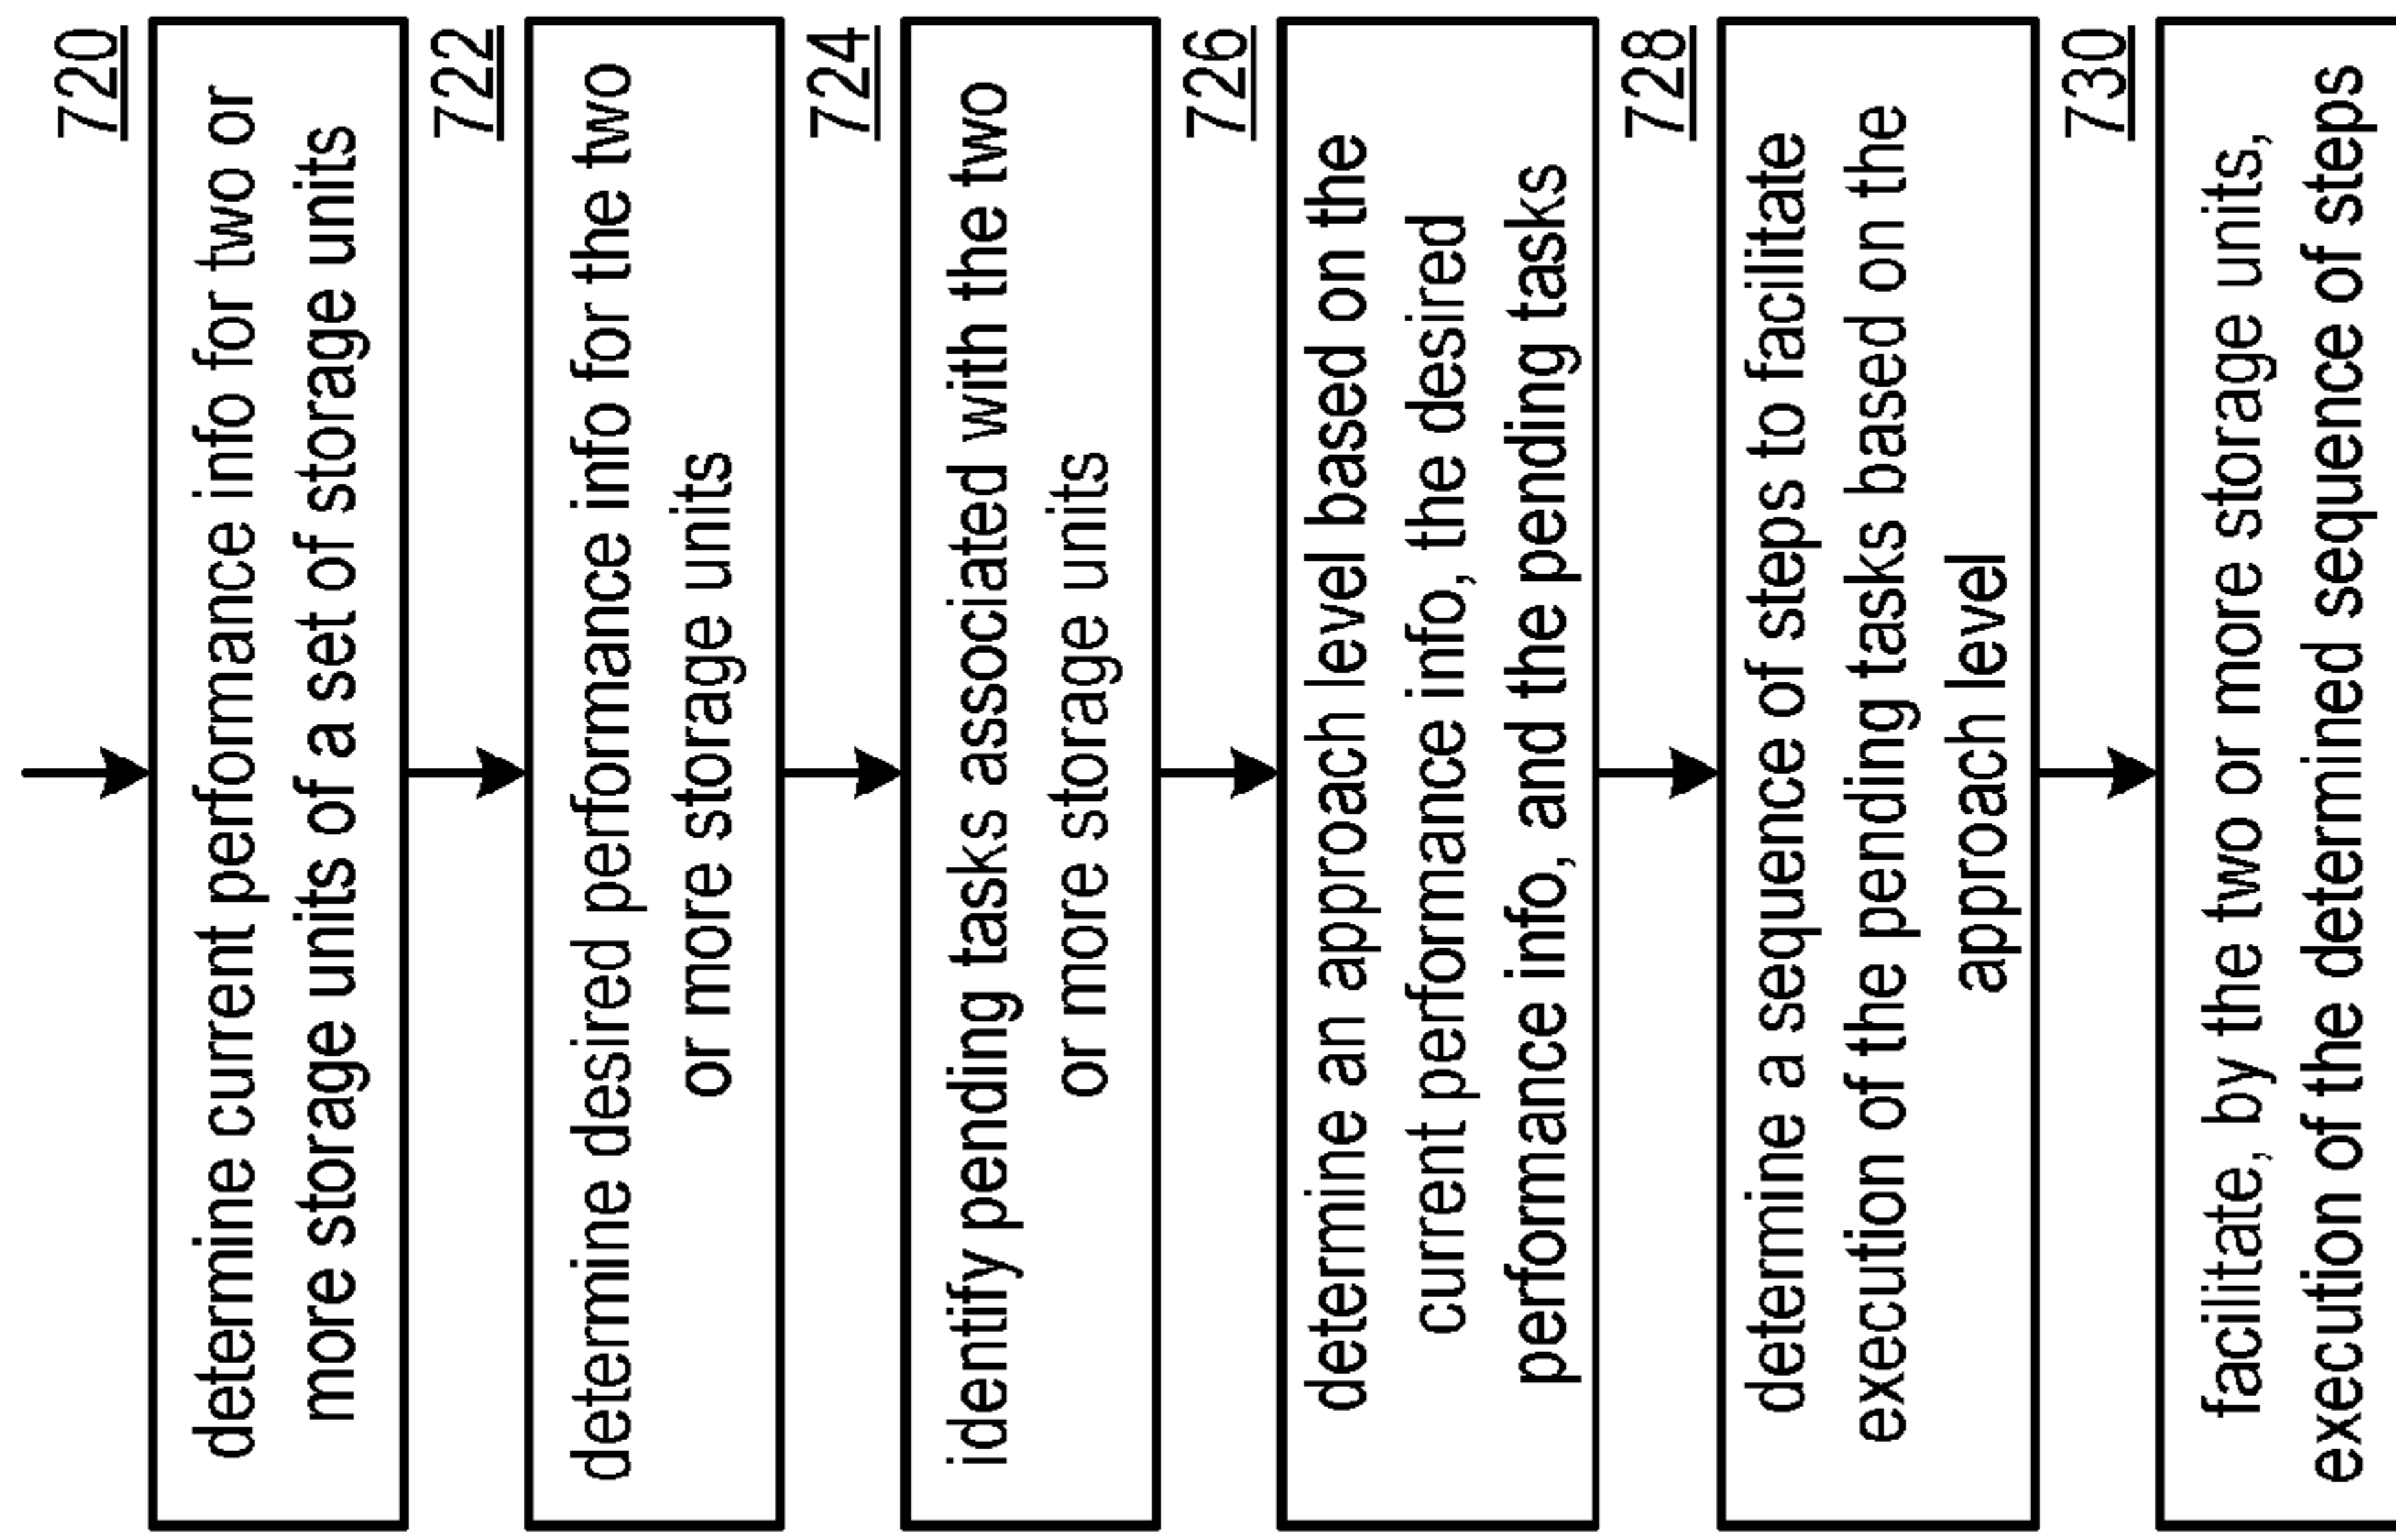 720
determine current performance info for two or
more storage units of a set of storage units
722
determine desired performance info for the two
or more storage units
724
identify pending tasks associated with the two
or more storage units
726
determine an approach level based on the
current performance info, the desired
performance info, and the pending tasks
728
determine a sequence of steps to facilitate
execution of the pending tasks based on the
approach level
730
facilitate, by the two or more storage units,
execution of the determined sequence of steps